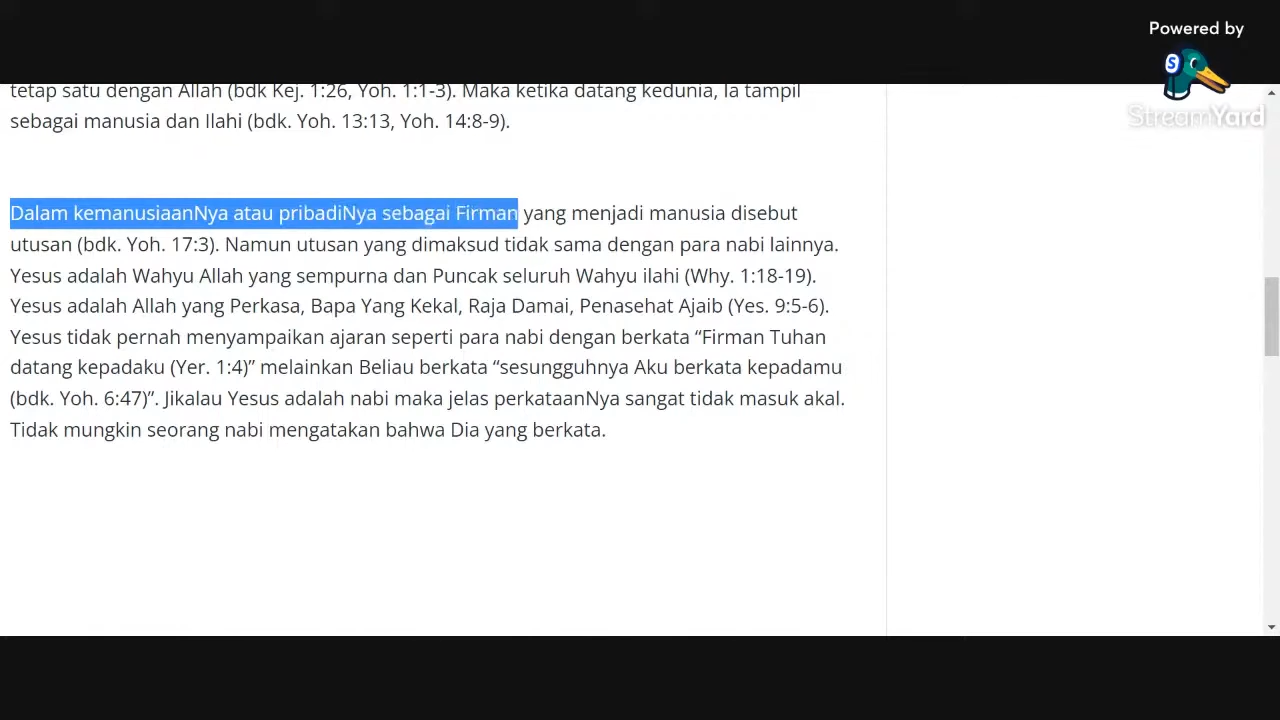 Powered by
StreamYard
tetap satu dengan Allah (bdk Kej. 1:26, Yoh. 1:1-3). Maka ketika datang kedunia, Ia tampil
sebagai manusia dan Ilahi (bdk. Yoh. 13:13, Yoh. 14:8-9).
Dalam kemanusiaanNya atau pribadiNya sebagai Firman yang menjadi manusia disebut
utusan (bdk. Yoh. 17:3). Namun utusan yang dimaksud tidak sama dengan para nabi lainnya.
Yesus adalah Wahyu Allah yang sempurna dan Puncak seluruh Wahyu ilahi (Why. 1:18-19).
Yesus adalah Allah yang Perkasa, Bapa Yang Kekal, Raja Damai, Penasehat Ajaib (Yes. 9:5-6).
Yesus tidak pernah menyampaikan ajaran seperti para nabi dengan berkata “Firman Tuhan
datang kepadaku (Yer. 1:4)” melainkan Beliau berkata “sesungguhnya Aku berkata kepadamu
(bdk. Yoh. 6:47)”. Jikalau Yesus adalah nabi maka jelas perkataanNya sangat tidak masuk akal.
Tidak mungkin seorang nabi mengatakan bahwa Dia yang berkata.